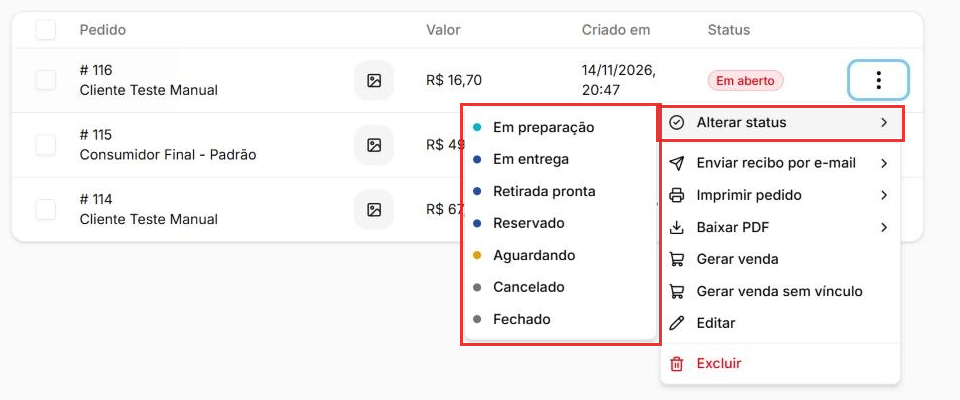 Pedido Valor Criado em Status
# 116
Cliente Teste Manual
R$ 16,70
14/11/2026,
20:47
Em aberto
# 115
Consumidor Final - Padrão
R$ 49
# 114
Cliente Teste Manual
R$ 67,
Em preparação
Em entrega
Retirada pronta
Reservado
Aguardando
Cancelado
Fechado
Alterar status
Enviar recibo por e-mail
Imprimir pedido
Baixar PDF
Gerar venda
Gerar venda sem vínculo
Editar
Excluir